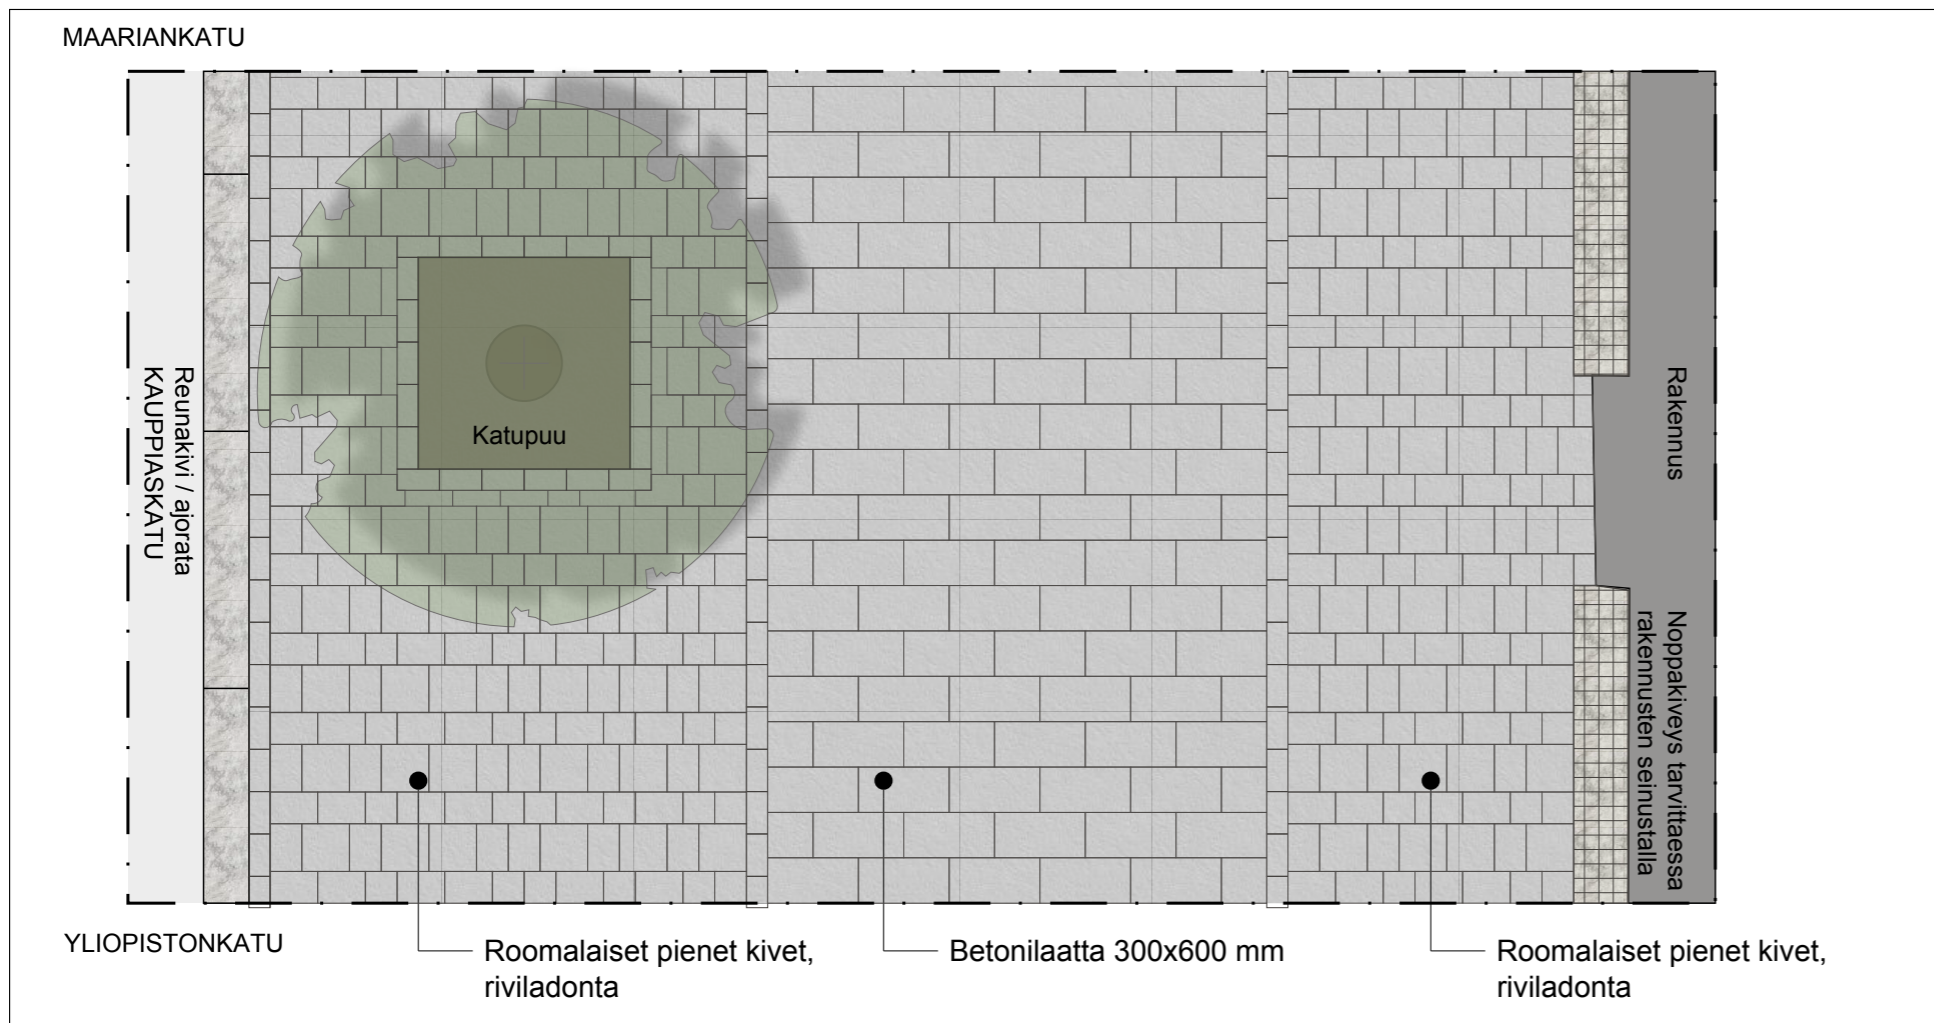 MAARIANKATU
Reunakivi / ajorata
KAUPPIASKATU
Katupuu
Rakennus
Noppakiveys tarvittaessa
rakennusten seinustalla
YLIOPISTONKATU
Roomalaiset pienet kivet,
riviladonta
Betonilaatta 300x600 mm
Roomalaiset pienet kivet,
riviladonta